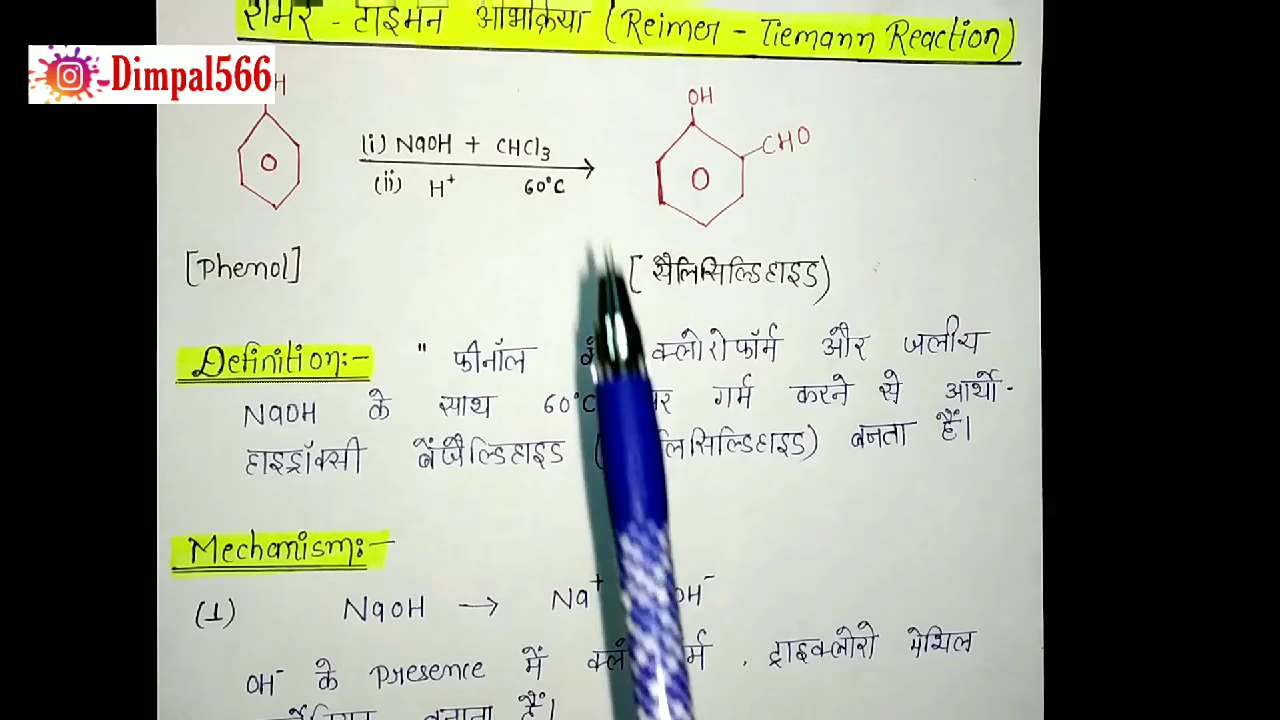 रीमर - टाइमन अभिक्रिया (Reimer - Tiemann Reaction)
Dimpal566
OH
CHO
(i) NaOH + CHCl3
(ii) H+ 60°C
[Phenol]
[सैलिसिल्डिहाइड)
Definition:- " फीनॉल क्लोरोफॉर्म और जलीय
NaOH के साथ 60°C पर गर्म करने से आर्थो-
हाइड्रॉक्सी बेंजैल्डिहाइड (सैलिसिल्डिहाइड) बनता हैं।
Mechanism:-
(1) NaOH → Na+ OH-
OH- के presence में क्लोरोफॉर्म , ट्राइक्लोरो मेथिल
बनाता हैं।